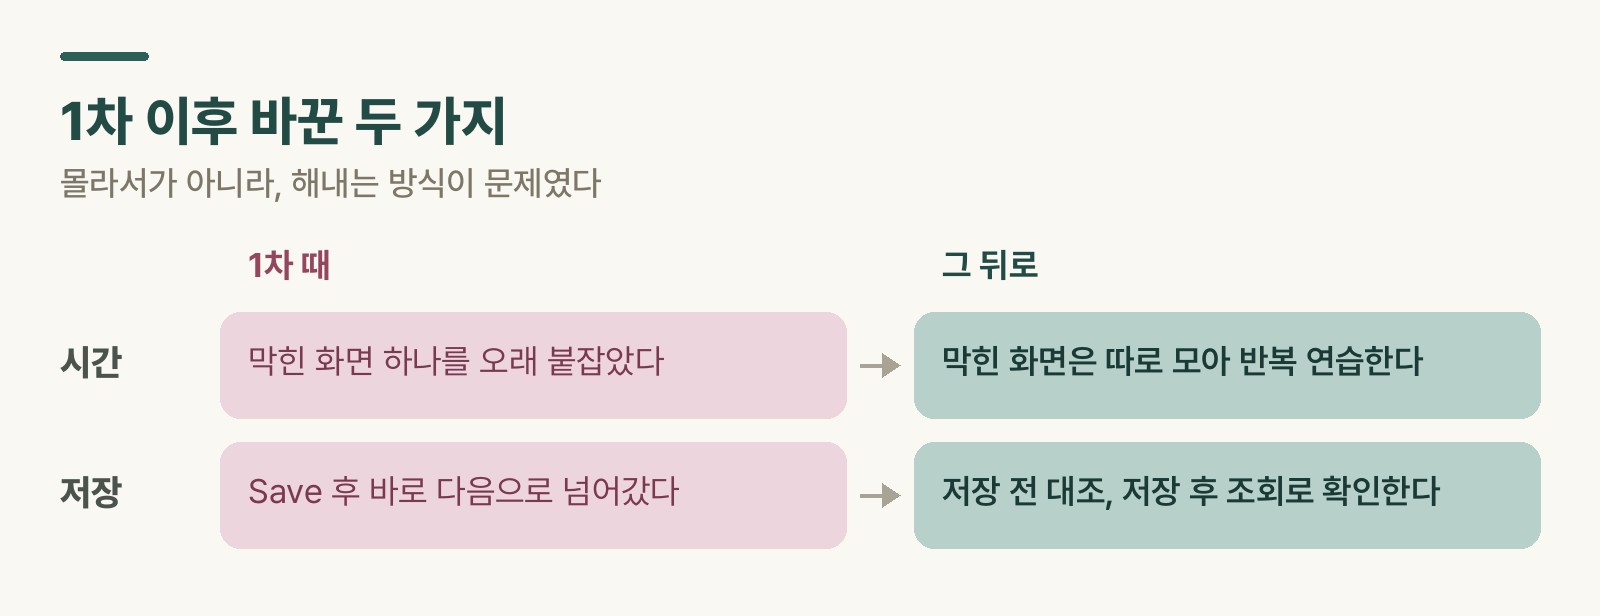 1차 이후 바꾼 두 가지
몰라서가 아니라, 해내는 방식이 문제였다
1차 때
그 뒤로
시간
막힌 화면 하나를 오래 붙잡았다
막힌 화면은 따로 모아 반복 연습한다
저장
Save 후 바로 다음으로 넘어갔다
저장 전 대조, 저장 후 조회로 확인한다